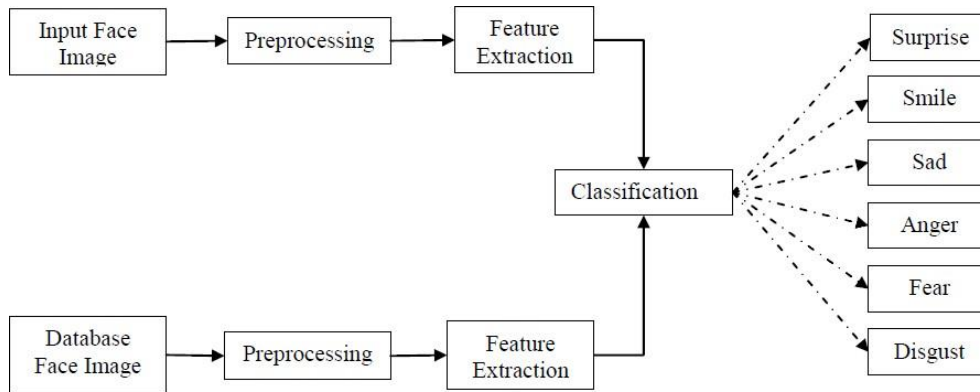 Input Face
Image
Preprocessing
Feature
Extraction
Classification
Surprise
Smile
Sad
Anger
Fear
Disgust
Database
Face Image
Preprocessing
Feature
Extraction